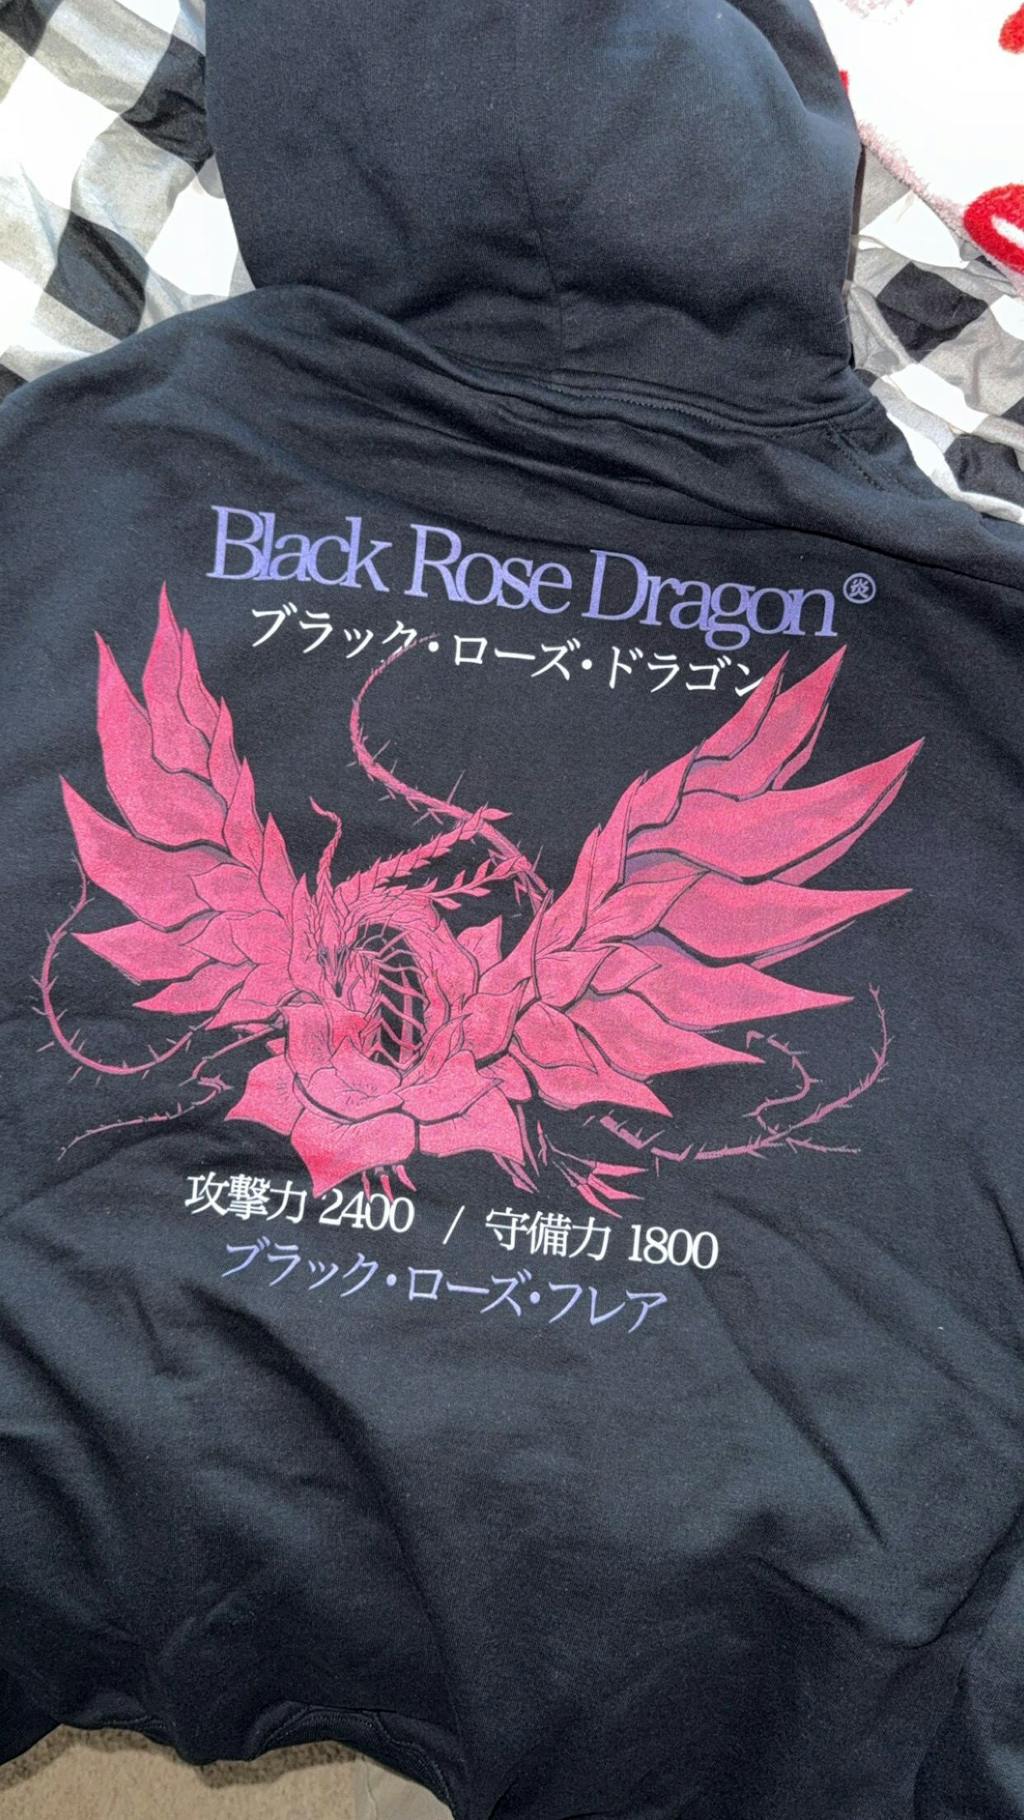 Black Rose Dragon 炎
ブラック・ローズ・ドラゴン
攻撃力 2400 / 守備力 1800
ブラック・ローズ・フレア